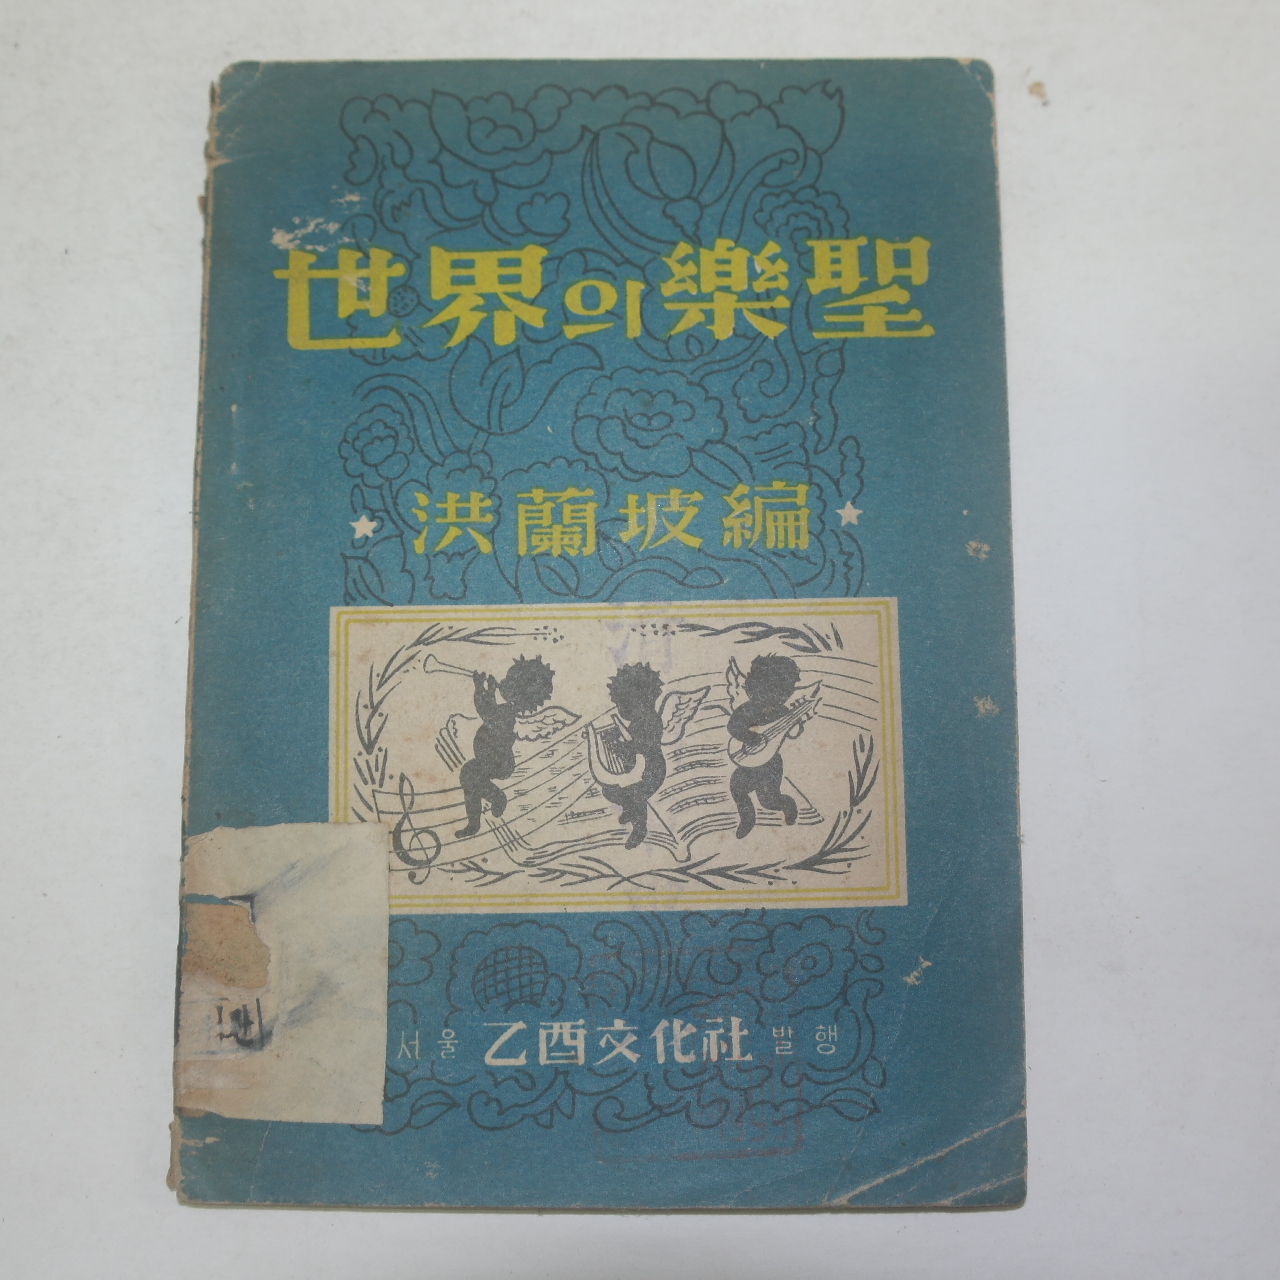 世界의樂聖
洪蘭坡編
서울 乙酉文化社 발행